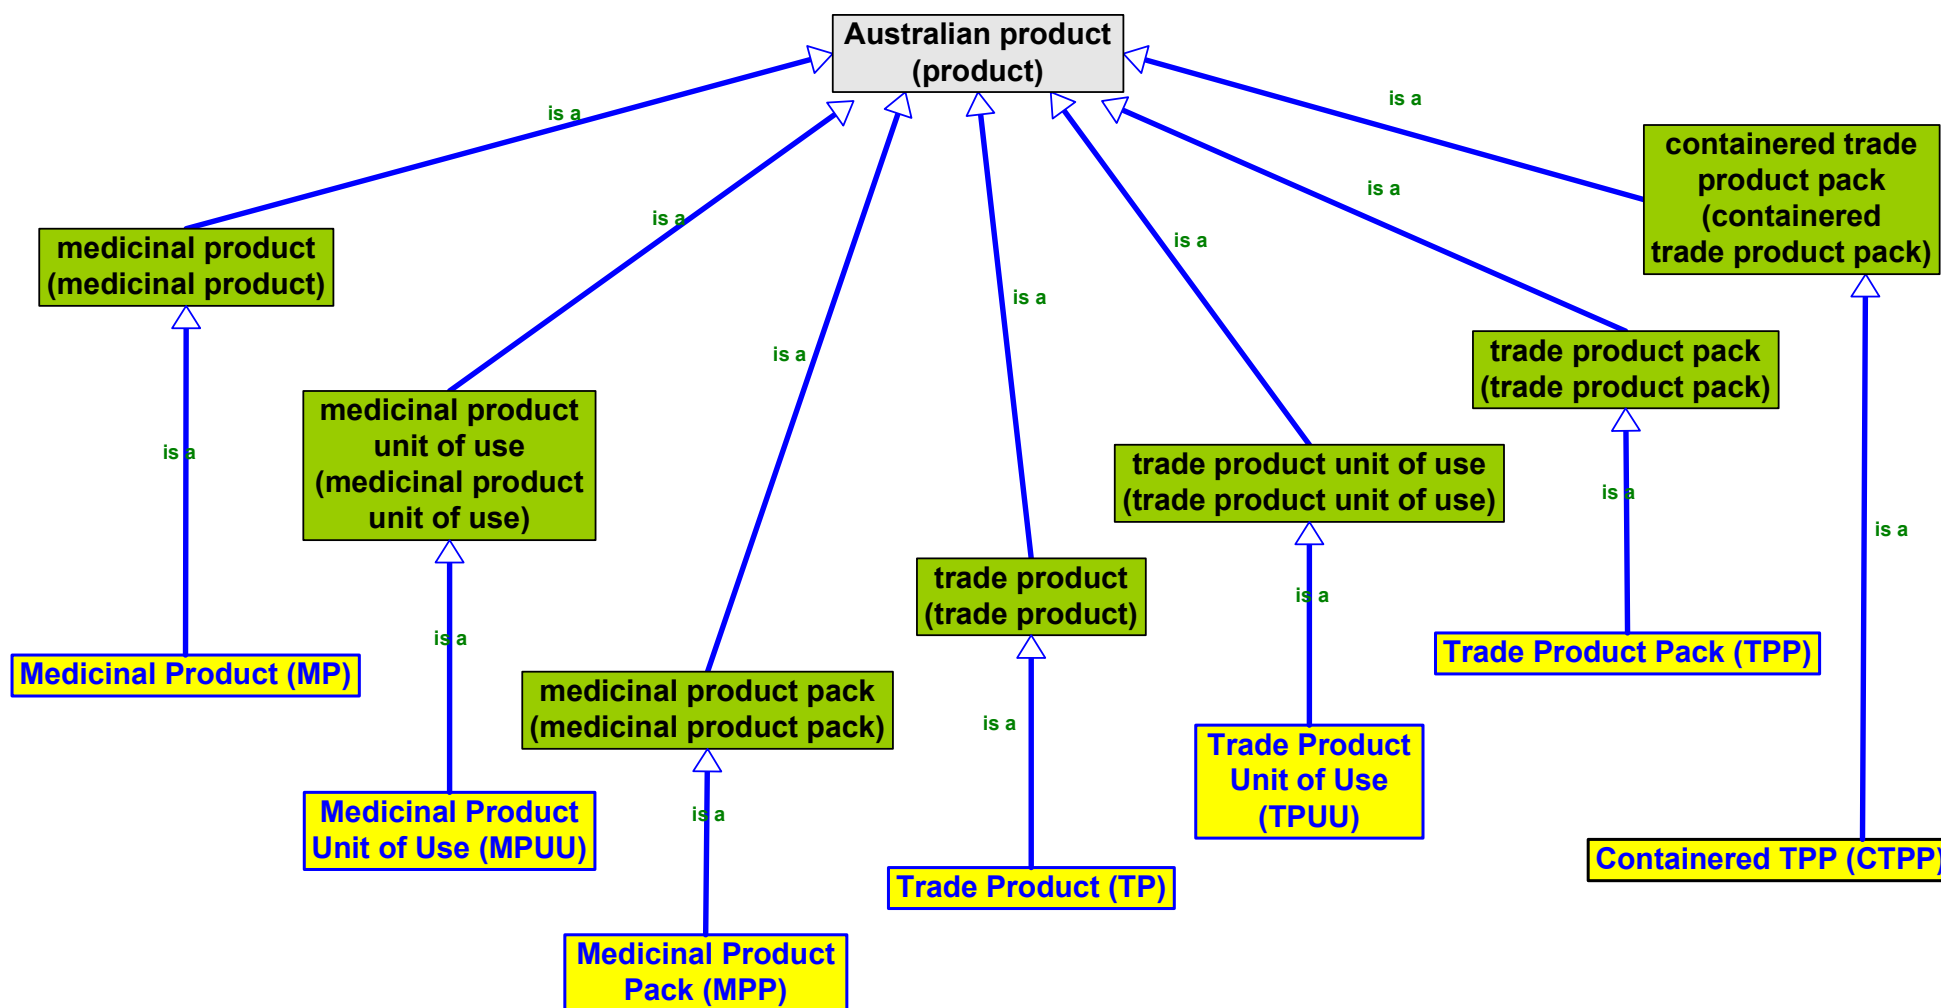 Australian product
(product)
is a
is a
is a
is a
is a
is a
is a
containered trade
product pack
(containered
trade product pack)
medicinal product
(medicinal product)
trade product pack
(trade product pack)
medicinal product
unit of use
(medicinal product
unit of use)
trade product unit of use
(trade product unit of use)
is a
is a
is a
trade product
(trade product)
is a
is a
Medicinal Product (MP)
Trade Product Pack (TPP)
medicinal product pack
(medicinal product pack)
is a
Trade Product
Unit of Use
(TPUU)
Medicinal Product
Unit of Use (MPUU)
is a
Containered TPP (CTPP)
Trade Product (TP)
Medicinal Product
Pack (MPP)